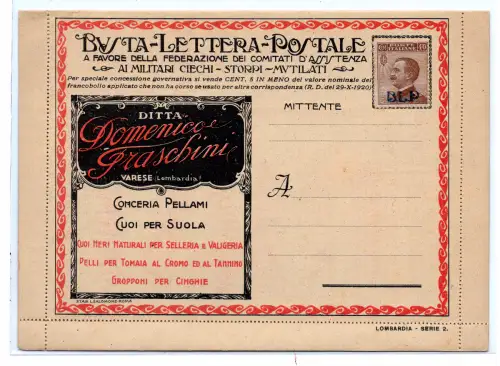 BUSTA-LETTERA-POSTALE
A FAVORE DELLA FEDERAZIONE DEI COMITATI D'ASSISTENZA
AI MILITARI CIECHI - STORPI - MUTILATI
Per speciale concessione governativa si vende CENT. 5 IN MENO del valore nominale del
francobollo applicato che non ha corso se usato per altra corrispondenza (R. D. del 29-X-1920)
B.L.P.
MITTENTE
DITTA
Domenico
Graschini
VARESE (Lombardia)
CONCERIA PELLAMI
CUOI PER SUOLA
CUOI NERI NATURALI PER SELLERIA E VALIGERIA
PELLI PER TOMAIA AL CROMO ED AL TANNINO
GROPPONI PER CINGHIE
A
LOMBARDIA - SERIE 2.